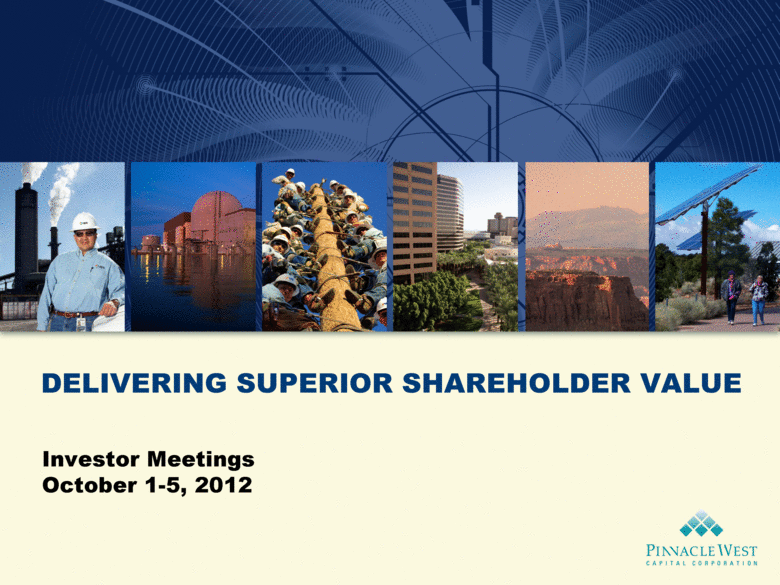 DELIVERING SUPERIOR SHAREHOLDER VALUE
Investor Meetings
October 1-5, 2012
PINNACLE WEST
CAPITAL CORPORATION